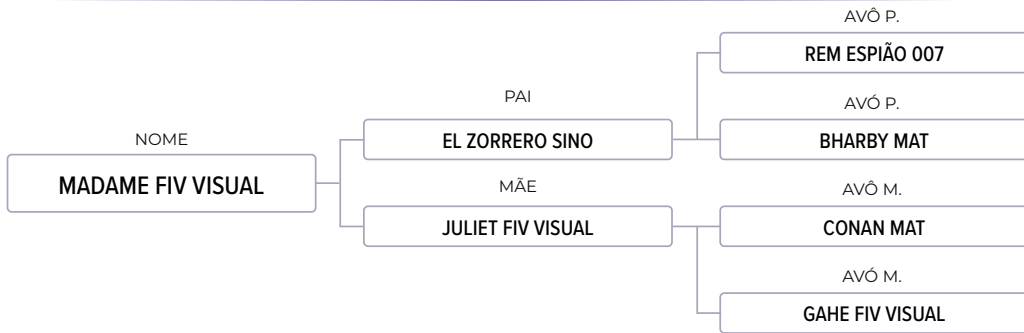 AVÔ P.
REM ESPIÃO 007
PAI
AVÓ P.
NOME
EL ZORRERO SINO
BHARBY MAT
MADAME FIV VISUAL
MÃE
AVÔ M.
JULIET FIV VISUAL
CONAN MAT
AVÓ M.
GAHE FIV VISUAL